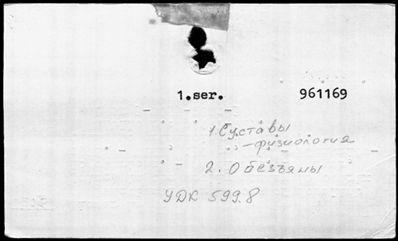 1.ser. 961169
1. Суставы
- физиология
2. Обезьяны
УДК 599.8